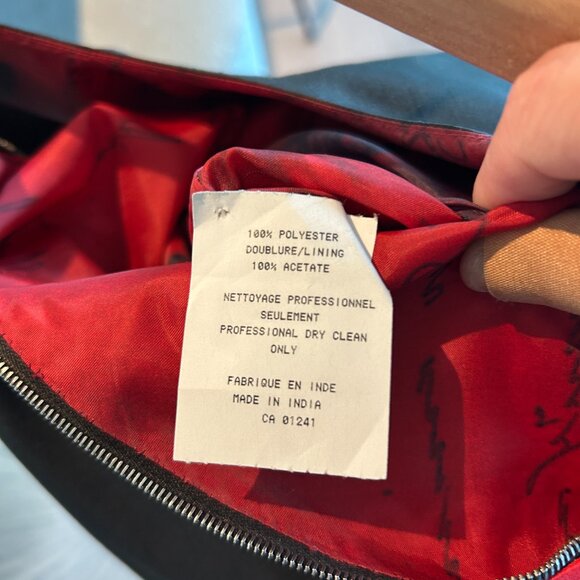 100% POLYESTER
DOUBLURE/LINING
100% ACETATE
NETTOYAGE PROFESSIONNEL
SEULEMENT
PROFESSIONAL DRY CLEAN
ONLY
FABRIQUE EN INDE
MADE IN INDIA
CA 01241